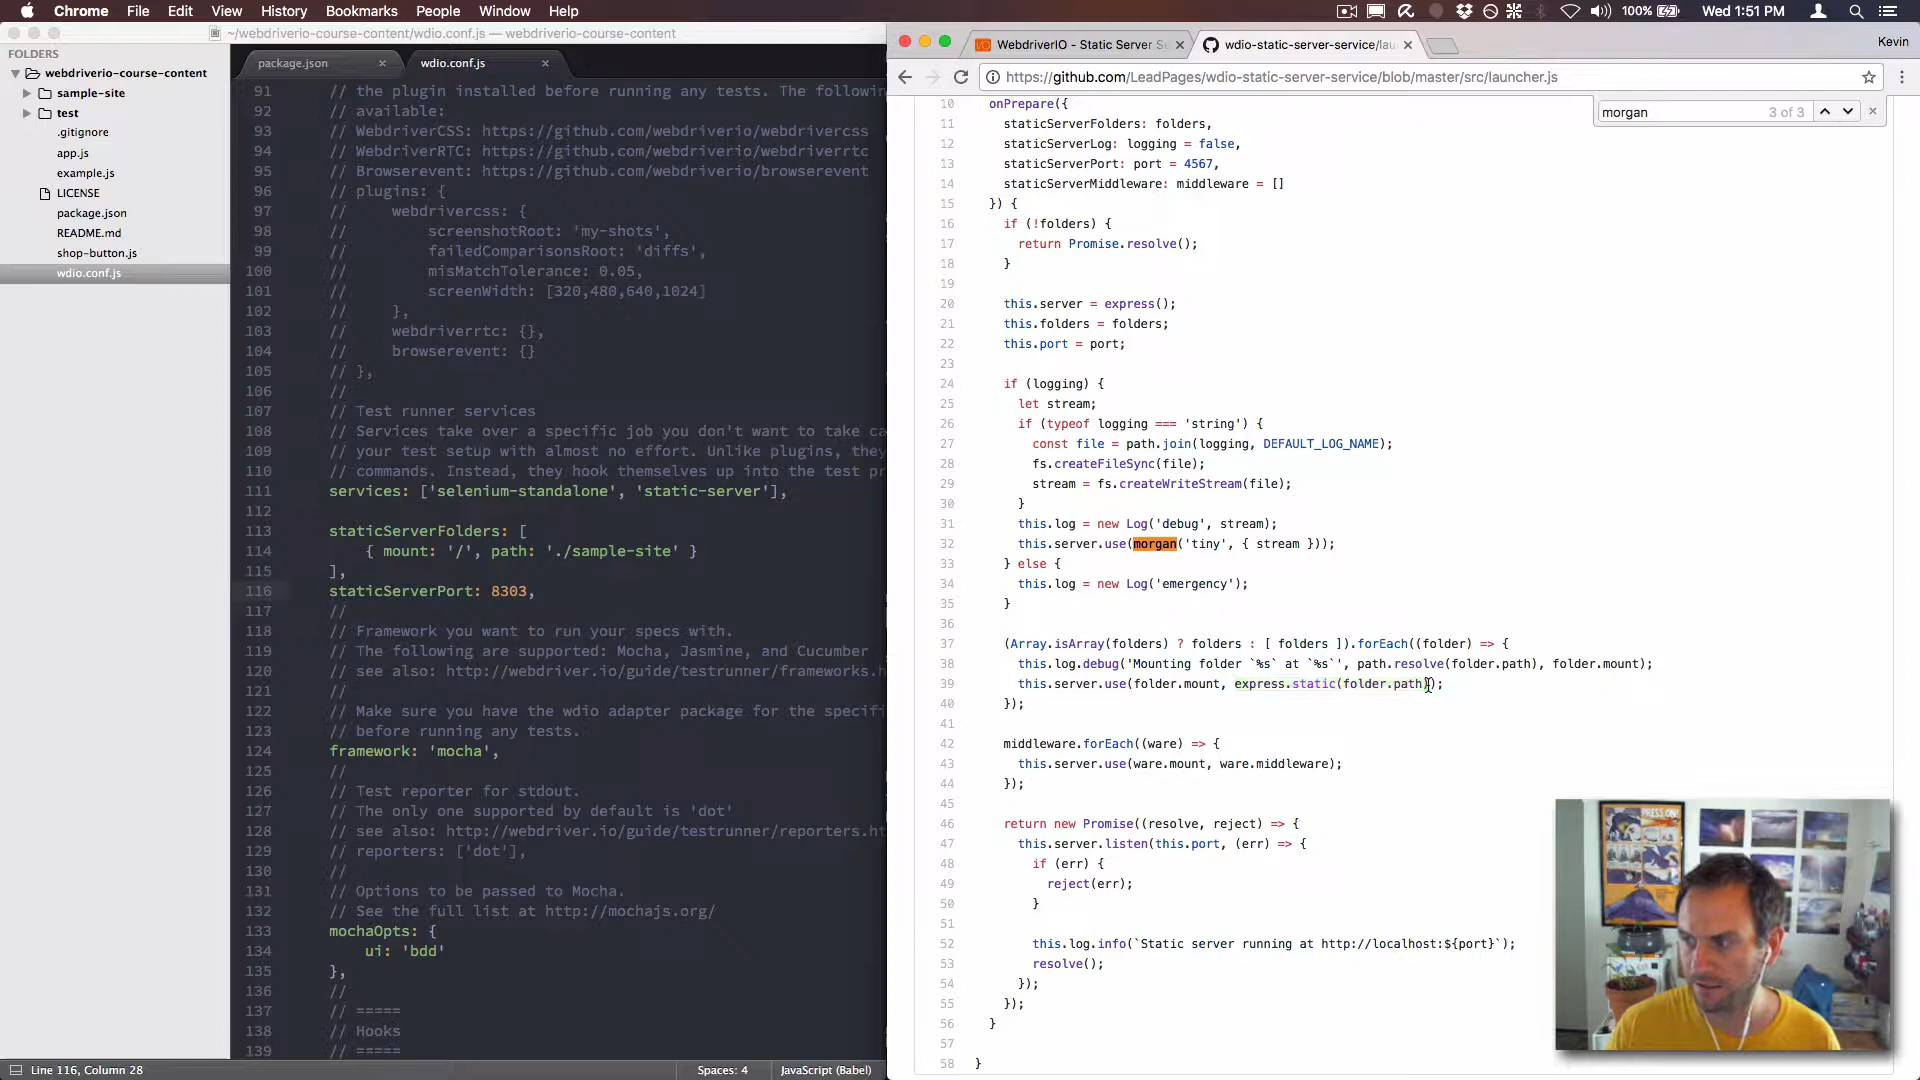 Chrome File Edit View History Bookmarks People Window Help
100% Wed 1:51 PM
~/webdriverio-course-content/wdio.conf.js — webdriverio-course-content
FOLDERS
webdriverio-course-content
sample-site
test
.gitignore
app.js
example.js
LICENSE
package.json
README.md
shop-button.js
wdio.conf.js
package.json
wdio.conf.js
91 // the plugin installed before running any tests. The followin
92 // available:
93 // WebdriverCSS: https://github.com/webdriverio/webdrivercss
94 // WebdriverRTC: https://github.com/webdriverio/webdriverrtc
95 // Browserevent: https://github.com/webdriverio/browserevent
96 // plugins: {
97 // webdrivercss: {
98 // screenshotRoot: 'my-shots',
99 // failedComparisonsRoot: 'diffs',
100 // misMatchTolerance: 0.05,
101 // screenWidth: [320,480,640,1024]
102 // },
103 // webdriverrtc: {},
104 // browserevent: {}
105 // },
106 //
107 // Test runner services
108 // Services take over a specific job you don't want to take ca
109 // your test setup with almost no effort. Unlike plugins, they
110 // commands. Instead, they hook themselves up into the test pr
111 services: ['selenium-standalone', 'static-server'],
112
113 staticServerFolders: [
114 { mount: '/', path: './sample-site' }
115 ],
116 staticServerPort: 8303,
117 //
118 // Framework you want to run your specs with.
119 // The following are supported: Mocha, Jasmine, and Cucumber
120 // see also: http://webdriver.io/guide/testrunner/frameworks.h
121 //
122 // Make sure you have the wdio adapter package for the specifi
123 // before running any tests.
124 framework: 'mocha',
125 //
126 // Test reporter for stdout.
127 // The only one supported by default is 'dot'
128 // see also: http://webdriver.io/guide/testrunner/reporters.ht
129 // reporters: ['dot'],
130 //
131 // Options to be passed to Mocha.
132 // See the full list at http://mochajs.org/
133 mochaOpts: {
134 ui: 'bdd'
135 },
136 //
137 // =====
138 // Hooks
139 // =====
Line 116, Column 28 Spaces: 4 JavaScript (Babel)
WebdriverIO - Static Server Se
wdio-static-server-service/lau
Kevin
https://github.com/LeadPages/wdio-static-server-service/blob/master/src/launcher.js
morgan 3 of 3
10 onPrepare({
11 staticServerFolders: folders,
12 staticServerLog: logging = false,
13 staticServerPort: port = 4567,
14 staticServerMiddleware: middleware = []
15 }) {
16 if (!folders) {
17 return Promise.resolve();
18 }
19
20 this.server = express();
21 this.folders = folders;
22 this.port = port;
23
24 if (logging) {
25 let stream;
26 if (typeof logging === 'string') {
27 const file = path.join(logging, DEFAULT_LOG_NAME);
28 fs.createFileSync(file);
29 stream = fs.createWriteStream(file);
30 }
31 this.log = new Log('debug', stream);
32 this.server.use(morgan('tiny', { stream }));
33 } else {
34 this.log = new Log('emergency');
35 }
36
37 (Array.isArray(folders) ? folders : [ folders ]).forEach((folder) => {
38 this.log.debug('Mounting folder `%s` at `%s`', path.resolve(folder.path), folder.mount);
39 this.server.use(folder.mount, express.static(folder.path));
40 });
41
42 middleware.forEach((ware) => {
43 this.server.use(ware.mount, ware.middleware);
44 });
45
46 return new Promise((resolve, reject) => {
47 this.server.listen(this.port, (err) => {
48 if (err) {
49 reject(err);
50 }
51
52 this.log.info(`Static server running at http://localhost:${port}`);
53 resolve();
54 });
55 });
56 }
57
58 }
PRESS ON!